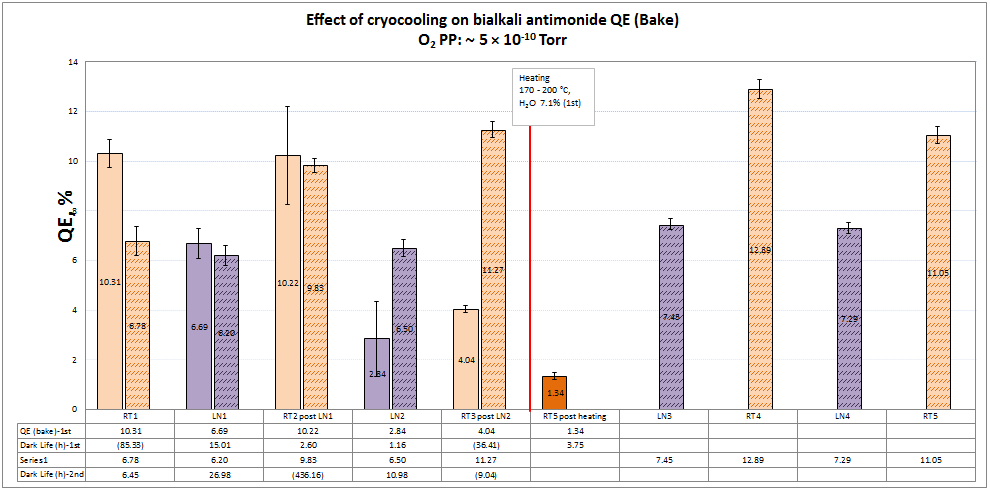 Effect of cryocooling on bialkali antimonide QE (Bake)
O₂ PP: ~ 5 × 10⁻¹⁰ Torr
QE, %
14
12
10
8
6
4
2
0
Heating
170 - 200 °C,
H₂O 7.1% (1st)
10.31
6.78
6.69
6.20
10.22
9.83
2.84
6.50
4.04
11.27
1.34
7.45
12.89
7.29
11.05
RT1 LN1 RT2 post LN1 LN2 RT3 post LN2 RT5 post heating LN3 RT4 LN4 RT5
QE (bake)-1st 10.31 6.69 10.22 2.84 4.04 1.34
Dark Life (h)-1st (85.33) 15.01 2.60 1.16 (36.41) 3.75
Series1 6.78 6.20 9.83 6.50 11.27 7.45 12.89 7.29 11.05
Dark Life (h)-2nd 6.45 26.98 (436.16) 10.98 (9.04)